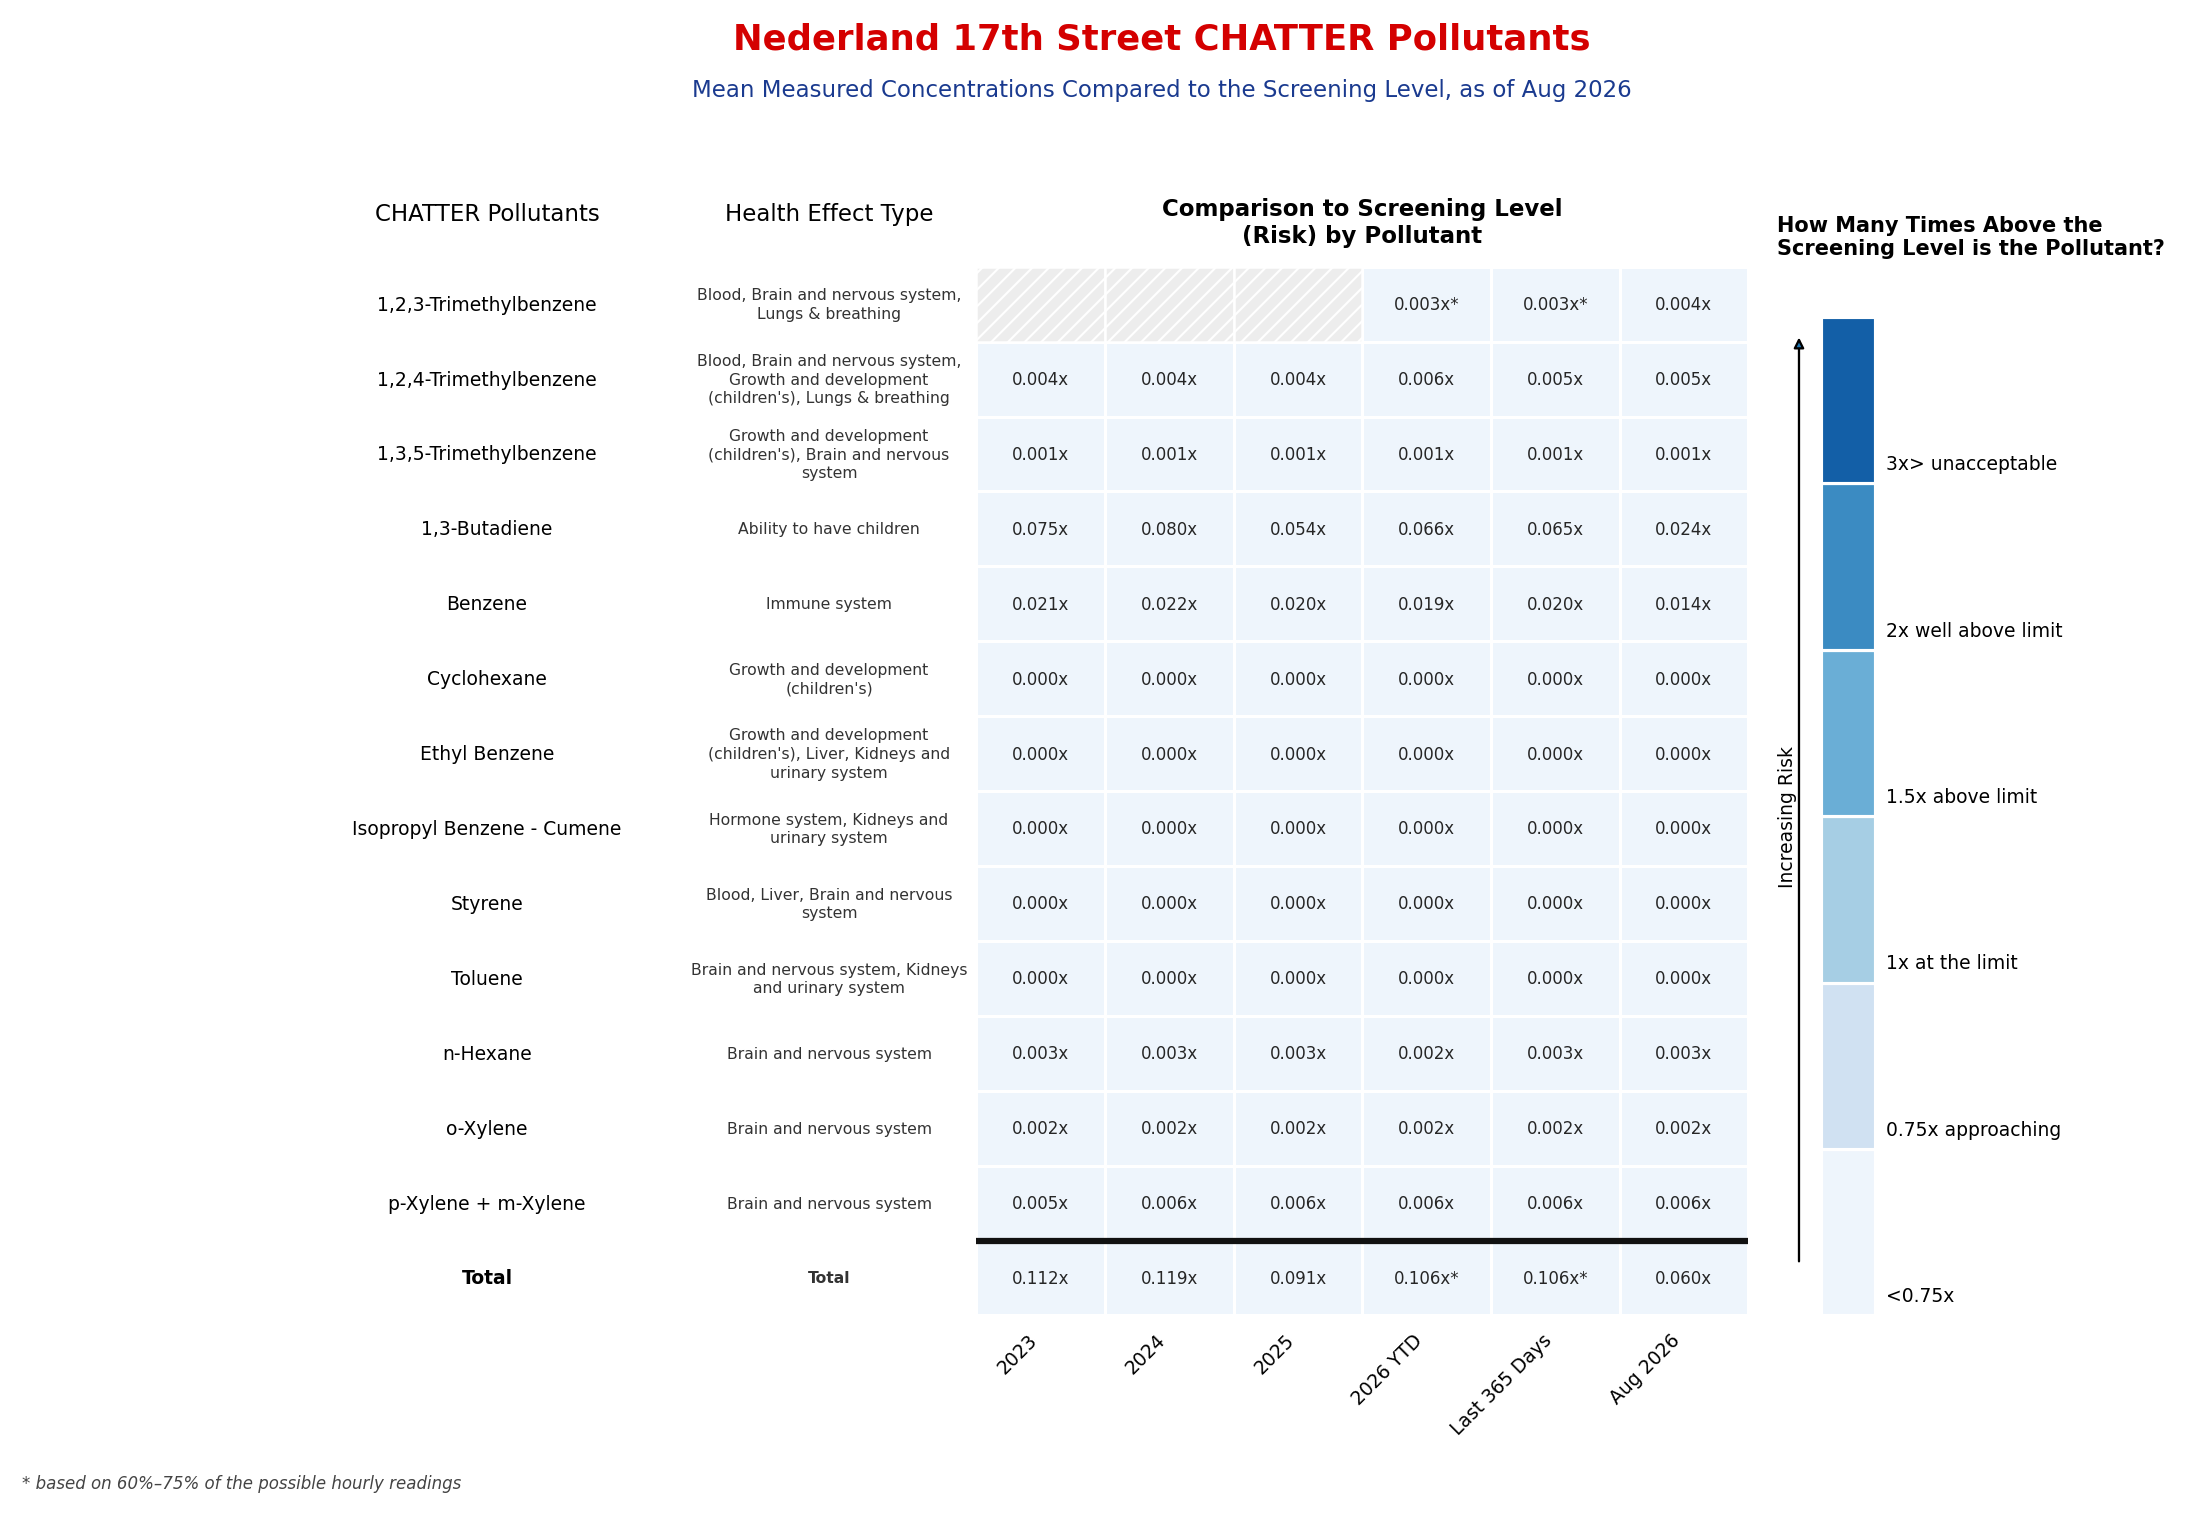 Nederland 17th Street CHATTER Pollutants
Mean Measured Concentrations Compared to the Screening Level, as of Aug 2026
CHATTER Pollutants
Health Effect Type
Comparison to Screening Level
(Risk) by Pollutant
How Many Times Above the
Screening Level is the Pollutant?
1,2,3-Trimethylbenzene
Blood, Brain and nervous system,
Lungs & breathing
0.003x* 0.003x* 0.004x
1,2,4-Trimethylbenzene
Blood, Brain and nervous system,
Growth and development
(children's), Lungs & breathing
0.004x 0.004x 0.004x 0.006x 0.005x 0.005x
1,3,5-Trimethylbenzene
Growth and development
(children's), Brain and nervous
system
0.001x 0.001x 0.001x 0.001x 0.001x 0.001x
1,3-Butadiene
Ability to have children
0.075x 0.080x 0.054x 0.066x 0.065x 0.024x
Benzene
Immune system
0.021x 0.022x 0.020x 0.019x 0.020x 0.014x
Cyclohexane
Growth and development
(children's)
0.000x 0.000x 0.000x 0.000x 0.000x 0.000x
Ethyl Benzene
Growth and development
(children's), Liver, Kidneys and
urinary system
0.000x 0.000x 0.000x 0.000x 0.000x 0.000x
Isopropyl Benzene - Cumene
Hormone system, Kidneys and
urinary system
0.000x 0.000x 0.000x 0.000x 0.000x 0.000x
Styrene
Blood, Liver, Brain and nervous
system
0.000x 0.000x 0.000x 0.000x 0.000x 0.000x
Toluene
Brain and nervous system, Kidneys
and urinary system
0.000x 0.000x 0.000x 0.000x 0.000x 0.000x
n-Hexane
Brain and nervous system
0.003x 0.003x 0.003x 0.002x 0.003x 0.003x
o-Xylene
Brain and nervous system
0.002x 0.002x 0.002x 0.002x 0.002x 0.002x
p-Xylene + m-Xylene
Brain and nervous system
0.005x 0.006x 0.006x 0.006x 0.006x 0.006x
Total
Total
0.112x 0.119x 0.091x 0.106x* 0.106x* 0.060x
2023
2024
2025
2026 YTD
Last 365 Days
Aug 2026
Increasing Risk
3x> unacceptable
2x well above limit
1.5x above limit
1x at the limit
0.75x approaching
<0.75x
* based on 60%–75% of the possible hourly readings